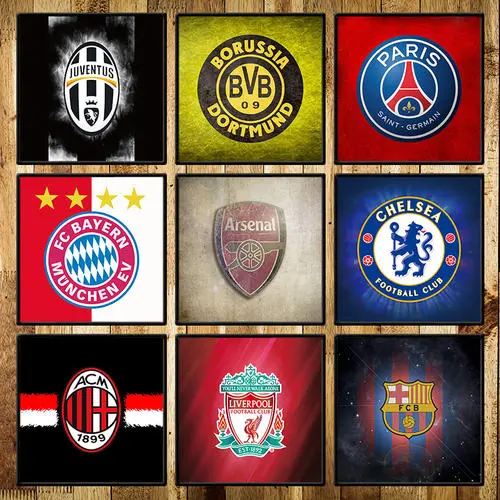 JUVENTUS
BORUSSIA
BVB
09
DORTMUND
PARIS
SAINT-GERMAIN
FC BAYERN
MÜNCHEN EV
Arsenal
CHELSEA
FOOTBALL CLUB
ACM
1899
YOU'LL NEVER WALK ALONE
LIVERPOOL
FOOTBALL CLUB
EST·1892
FCB